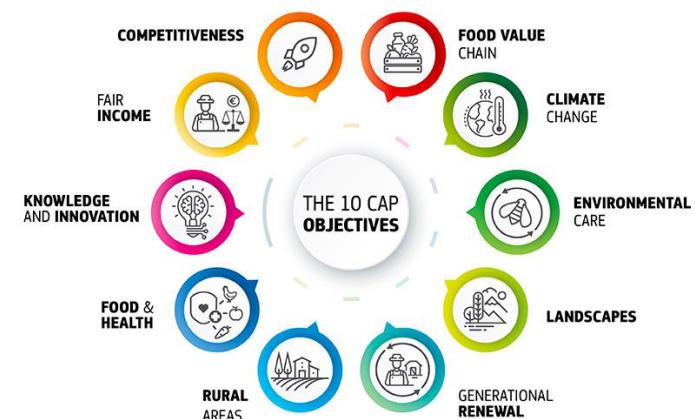 COMPETITIVENESS
FOOD VALUE
CHAIN
FAIR
INCOME
€
CLIMATE
CHANGE
KNOWLEDGE
AND INNOVATION
THE 10 CAP
OBJECTIVES
ENVIRONMENTAL
CARE
FOOD &
HEALTH
LANDSCAPES
RURAL
AREAS
GENERATIONAL
RENEWAL